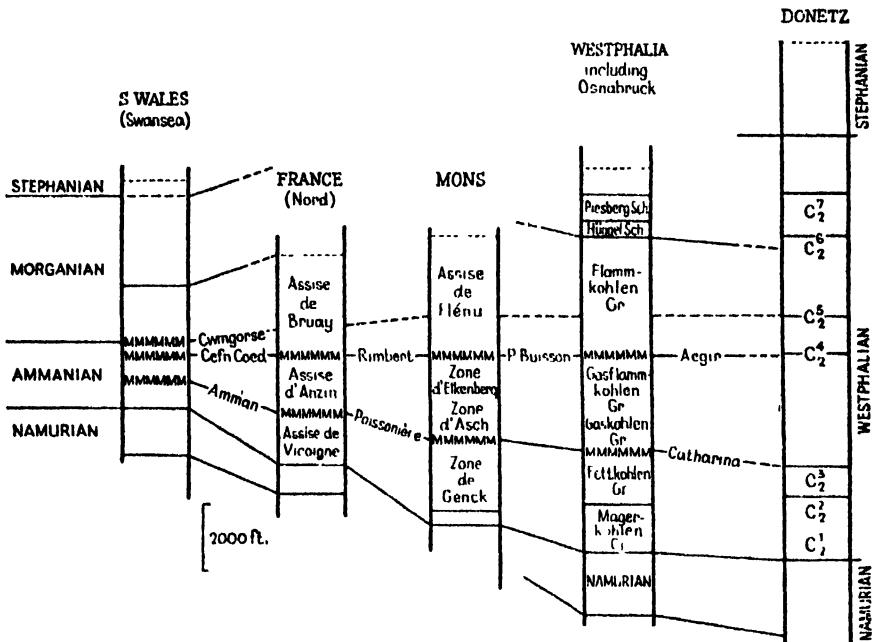 DONETZ
WESTPHALIA
including
Osnabruck
S WALES
(Swansea)
FRANCE
(Nord)
MONS
STEPHANIAN
MORGANIAN
AMMANIAN
NAMURIAN
MMMMMM
Cwmgorse
MMMMMM
Cefn Coed
MMMMMM
Amman
2000 ft.
Assise
de
Bruay
MMMMMM
Rimbert
Assise
d'Anzin
MMMMMM
Poissonière
Assise de
Vicoigne
Assise
de
Flénu
MMMMMM
P Buisson
Zone
d'Eikenberg
Zone
d'Asch
MMMMMM
Zone
de
Genck
Piesberg Sch
Hüggel Sch
Flamm-
kohlen
Gr
MMMMMM
Aegir
Gasflamm
kohlen
Gr
Gaskohlen
Gr
MMMMMM
Catharina
Fettkohlen
Gr
Mager-
kohlen
NAMURIAN
C₂⁷
C₂⁶
C₂⁵
C₂⁴
C₂³
C₂²
C₂¹
STEPHANIAN
WESTPHALIAN
NAMURIAN